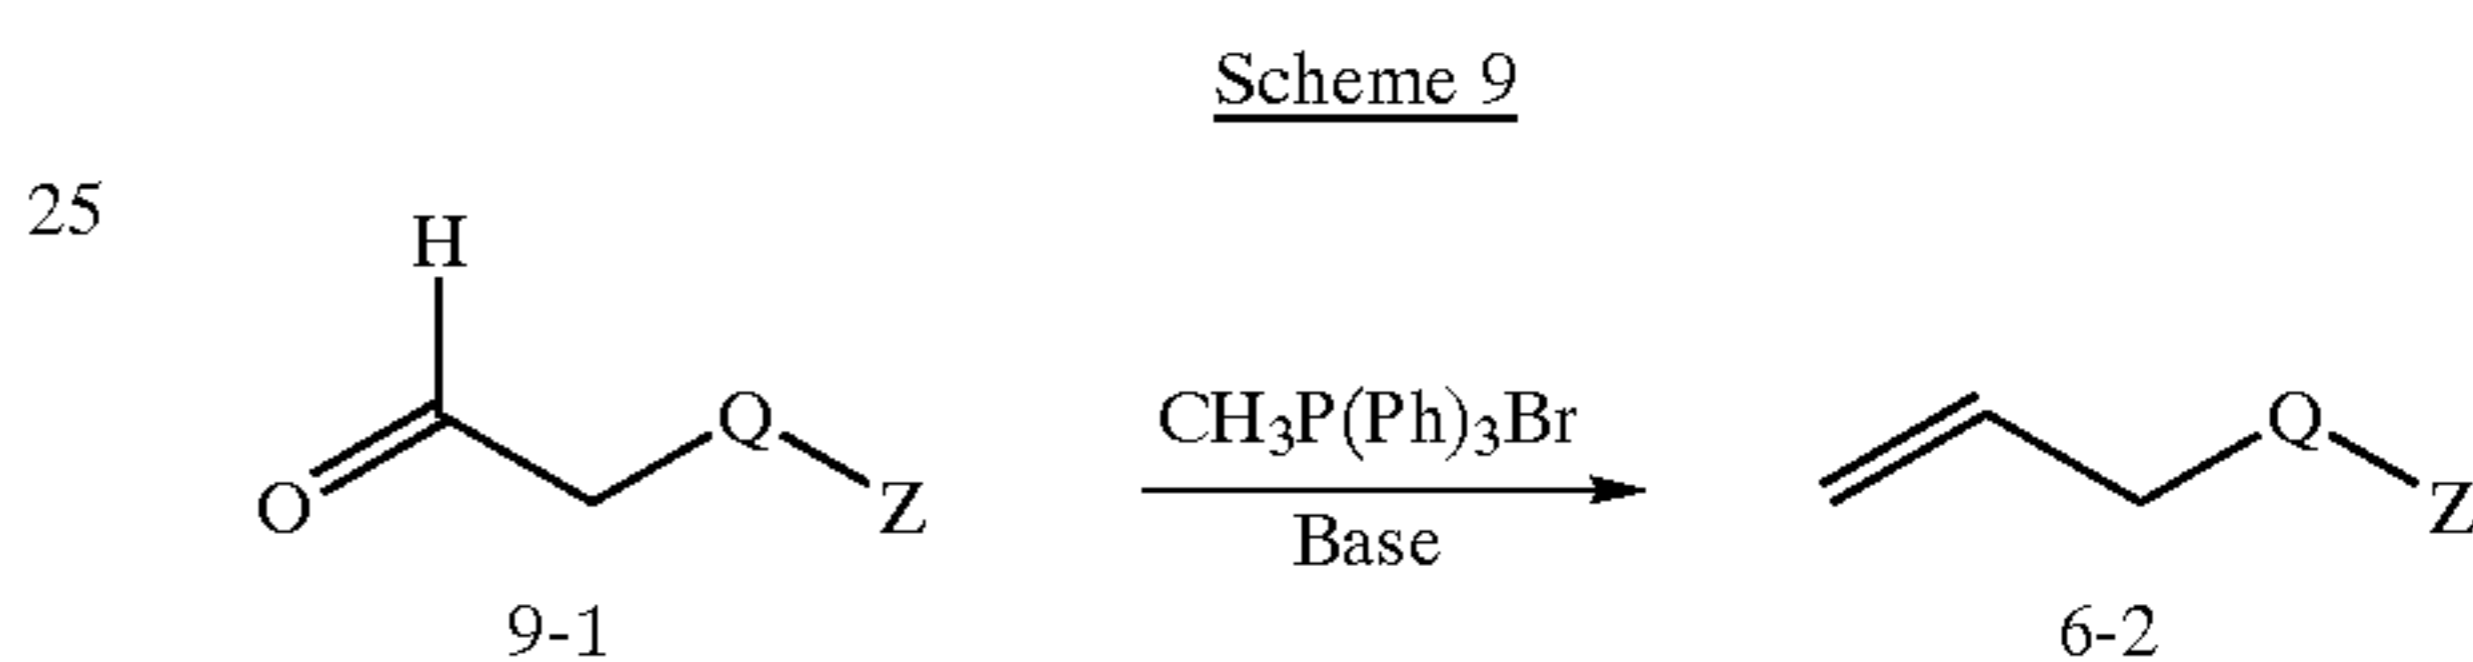 Scheme 9
25
H
O
Q
Z
CH₃P(Ph)₃Br
Base
Q
Z
9-1
6-2